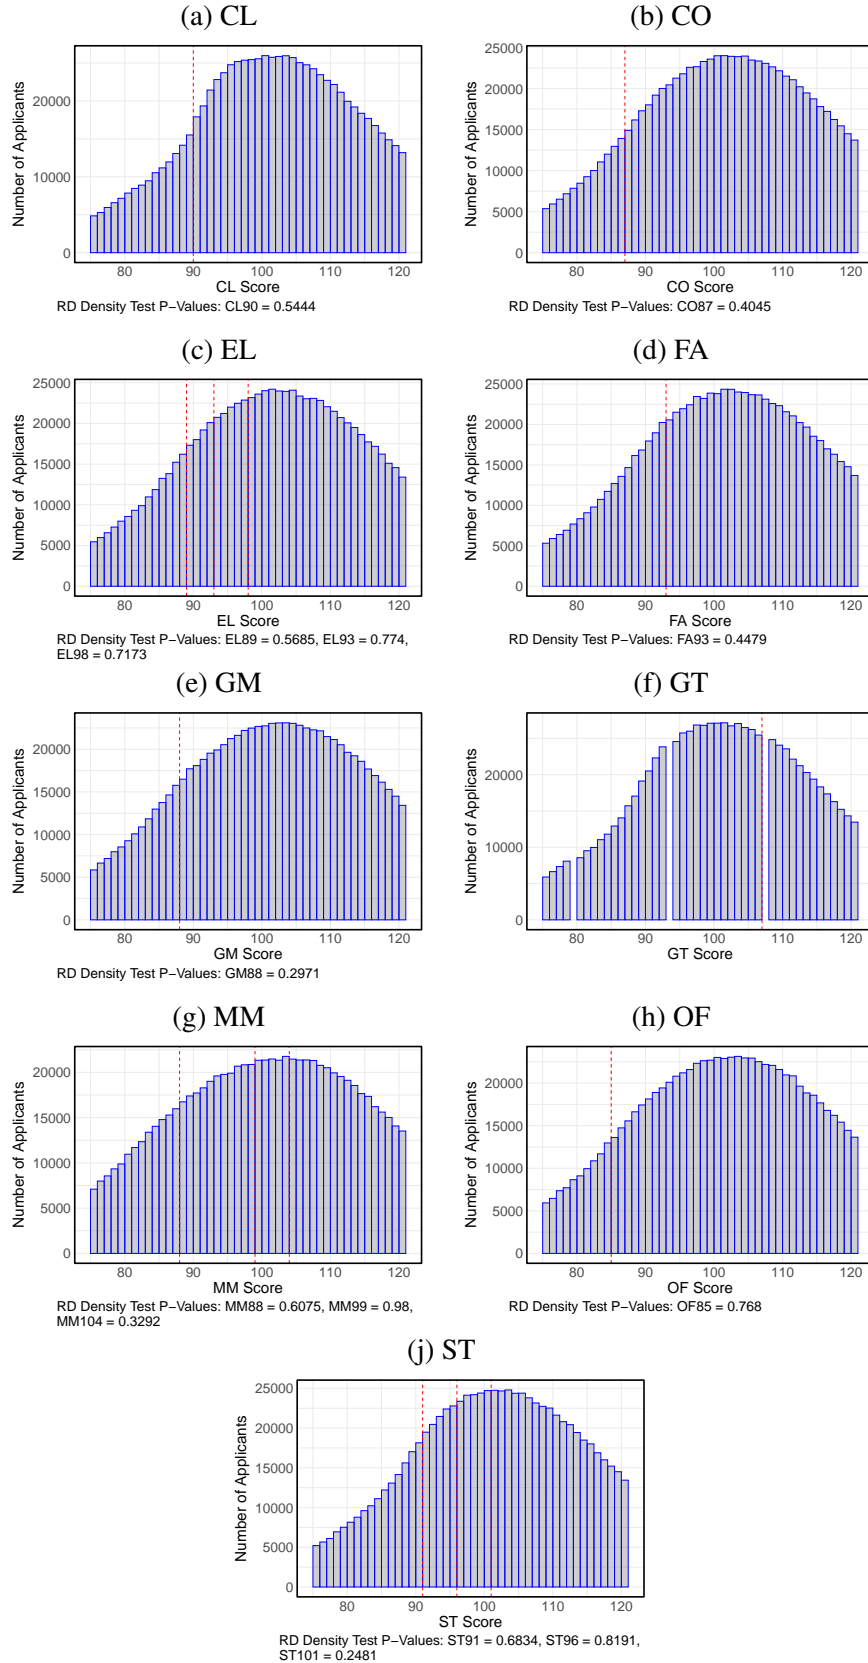 (a) CL
Number of Applicants
20000
10000
0
80
90
100
110
120
CL Score
RD Density Test P−Values: CL90 = 0.5444
(b) CO
Number of Applicants
25000
20000
15000
10000
5000
0
80
90
100
110
120
CO Score
RD Density Test P−Values: CO87 = 0.4045
(c) EL
Number of Applicants
25000
20000
15000
10000
5000
0
80
90
100
110
120
EL Score
RD Density Test P−Values: EL89 = 0.5685, EL93 = 0.774,
EL98 = 0.7173
(d) FA
Number of Applicants
25000
20000
15000
10000
5000
0
80
90
100
110
120
FA Score
RD Density Test P−Values: FA93 = 0.4479
(e) GM
Number of Applicants
20000
15000
10000
5000
0
80
90
100
110
120
GM Score
RD Density Test P−Values: GM88 = 0.2971
(f) GT
Number of Applicants
20000
10000
0
80
90
100
110
120
GT Score
(g) MM
Number of Applicants
20000
15000
10000
5000
0
80
90
100
110
120
MM Score
RD Density Test P−Values: MM88 = 0.6075, MM99 = 0.98,
MM104 = 0.3292
(h) OF
Number of Applicants
20000
15000
10000
5000
0
80
90
100
110
120
OF Score
RD Density Test P−Values: OF85 = 0.768
(j) ST
Number of Applicants
25000
20000
15000
10000
5000
0
80
90
100
110
120
ST Score
RD Density Test P−Values: ST91 = 0.6834, ST96 = 0.8191,
ST101 = 0.2481